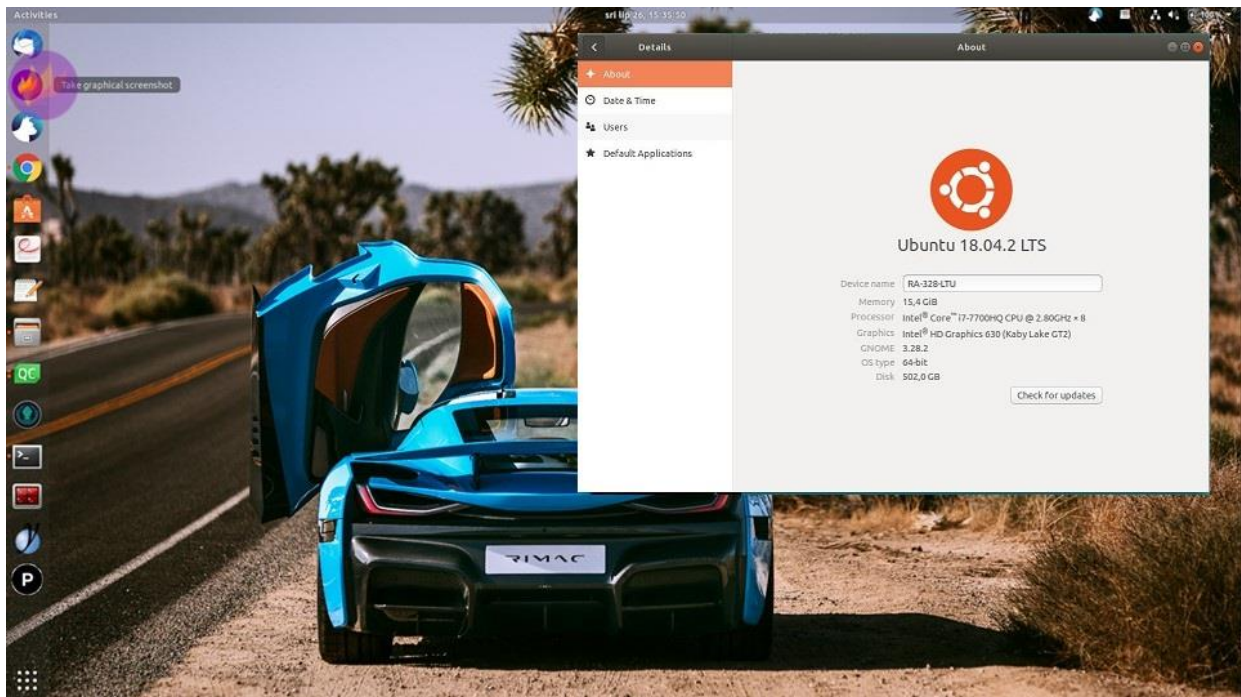 Activities
sri lip 26, 15:35:50
Take graphical screenshot
Details
About
About
Date & Time
Users
Default Applications
Ubuntu 18.04.2 LTS
Device name RA-328-LTU
Memory 15,4 GiB
Processor Intel® Core™ i7-7700HQ CPU @ 2.80GHz × 8
Graphics Intel® HD Graphics 630 (Kaby Lake GT2)
GNOME 3.28.2
OS type 64-bit
Disk 502,0 GB
Check for updates
QC
P
RIMAC